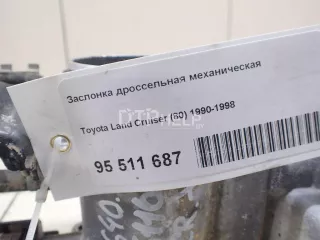 Заслонка дроссельная механическая
Toyota Land Cruiser (80) 1990-1998
95 511 687